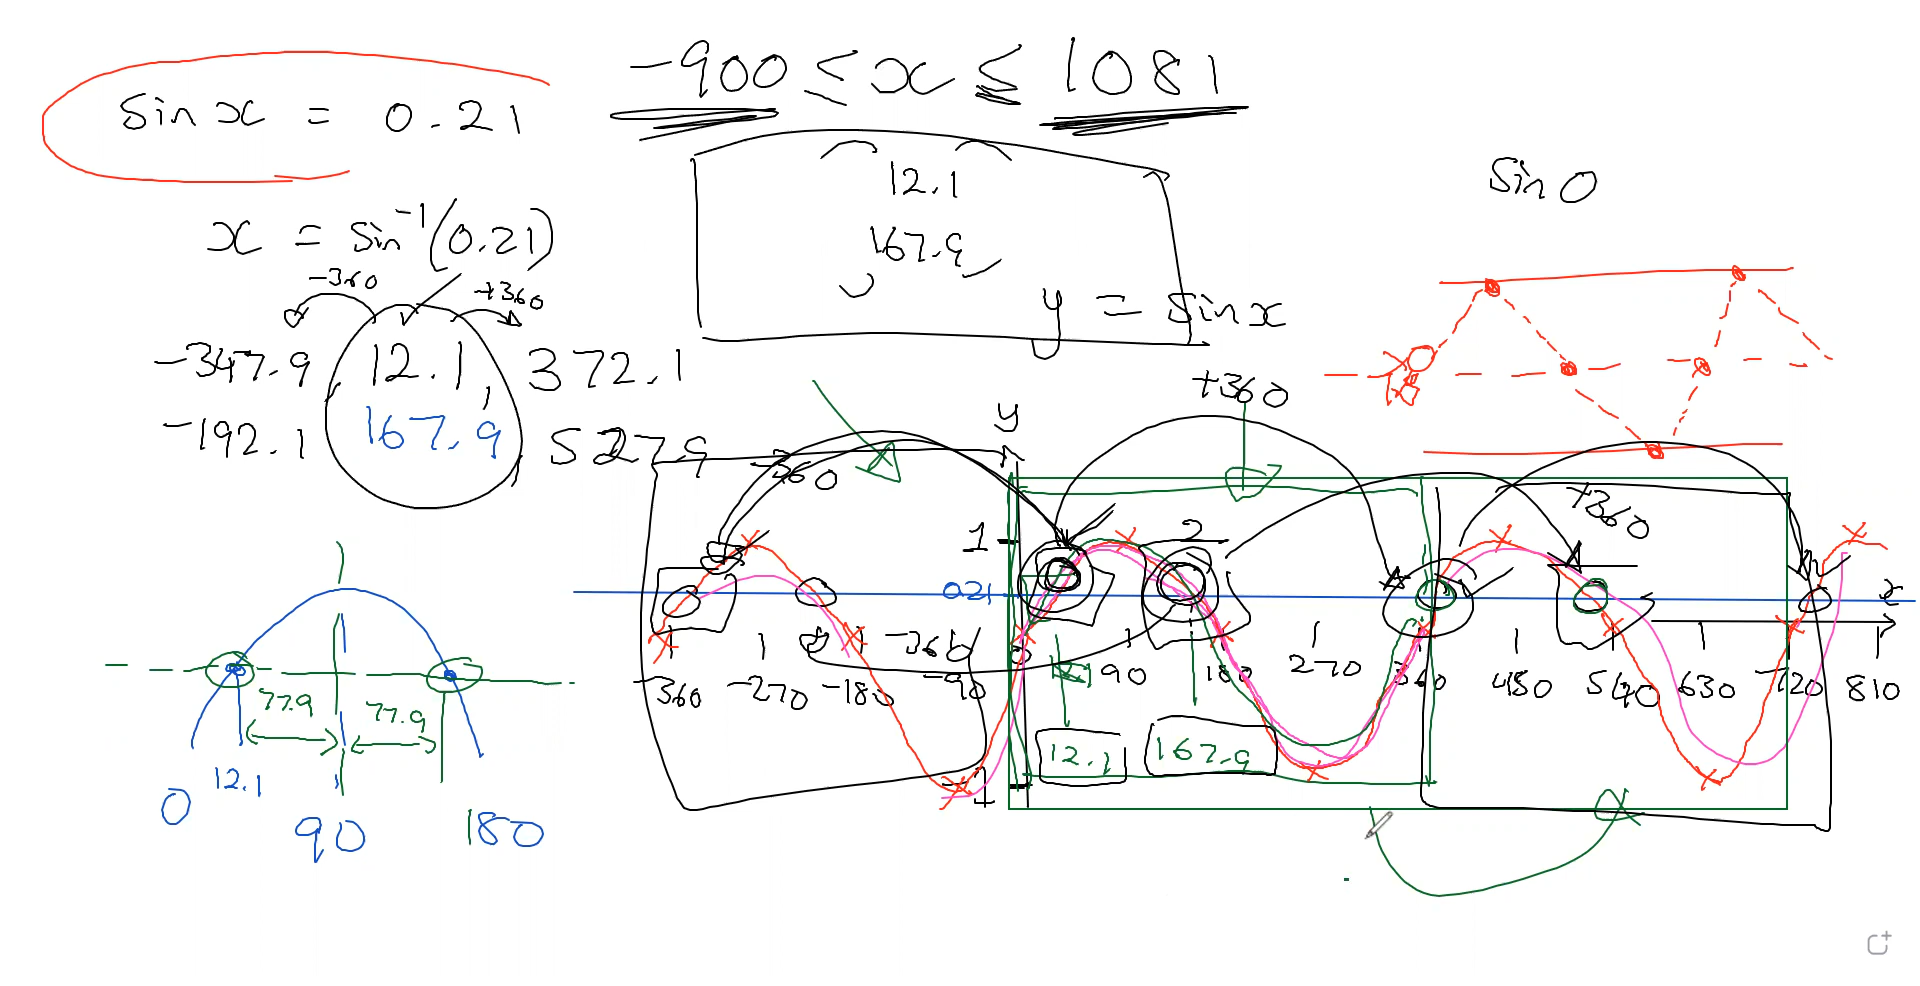 -900 ≤ x ≤ 1081
sin x = 0.21
x = sin⁻¹(0.21)
-360 +360
-347.9 12.1, 372.1
-192.1 167.9 527.9
12.1
167.9
y = sin x
sin 0
+360
y
-360
+360
1
2
0.21
x
-360
-360 -270 -180 -90 90 180 270 360 450 540 630 720 810
12.1 167.9
-1
77.9 77.9
0 12.1 90 180